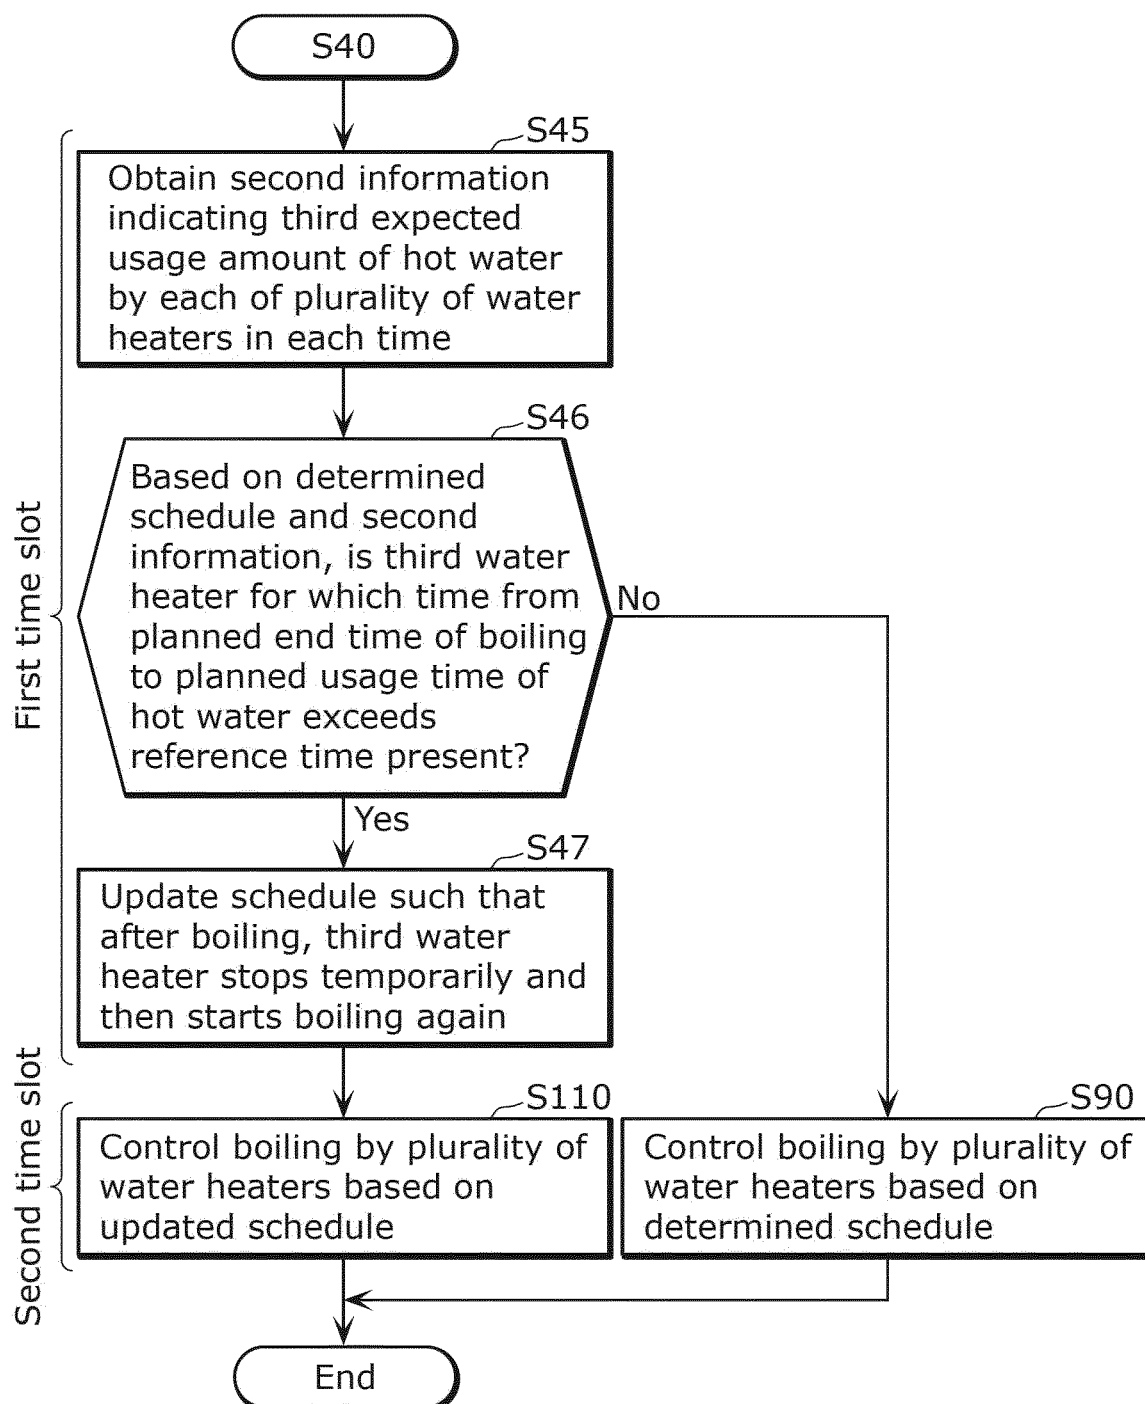 S40
S45
Obtain second information
indicating third expected
usage amount of hot water
by each of plurality of water
heaters in each time
S46
Based on determined
schedule and second
information, is third water
heater for which time from
planned end time of boiling
to planned usage time of
hot water exceeds
reference time present?
No
Yes
First time slot
S47
Update schedule such that
after boiling, third water
heater stops temporarily and
then starts boiling again
Second time slot
S110
Control boiling by plurality of
water heaters based on
updated schedule
S90
Control boiling by plurality of
water heaters based on
determined schedule
End